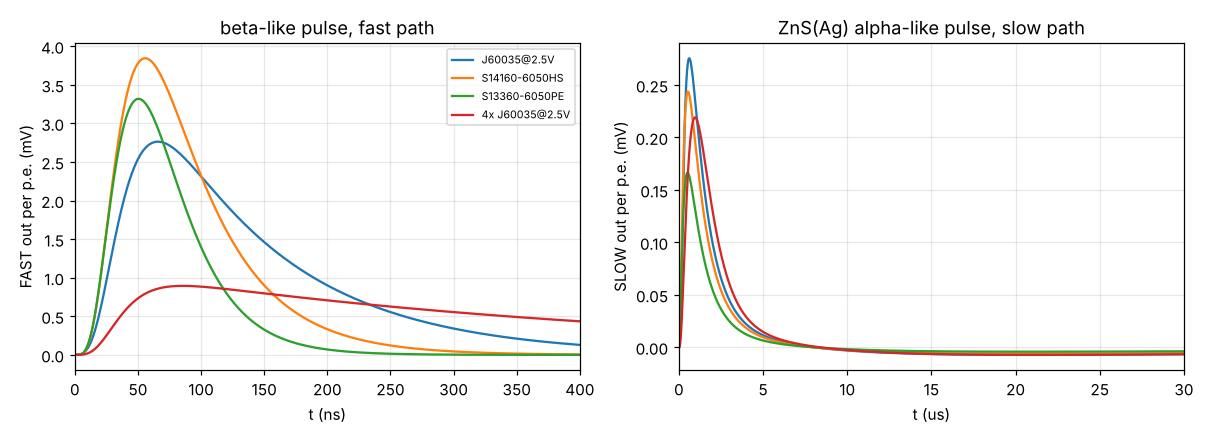 beta-like pulse, fast path
FAST out per p.e. (mV)
4.0
3.5
3.0
2.5
2.0
1.5
1.0
0.5
0.0
J60035@2.5V
S14160-6050HS
S13360-6050PE
4x J60035@2.5V
0 50 100 150 200 250 300 350 400
t (ns)
ZnS(Ag) alpha-like pulse, slow path
SLOW out per p.e. (mV)
0.25
0.20
0.15
0.10
0.05
0.00
0 5 10 15 20 25 30
t (us)